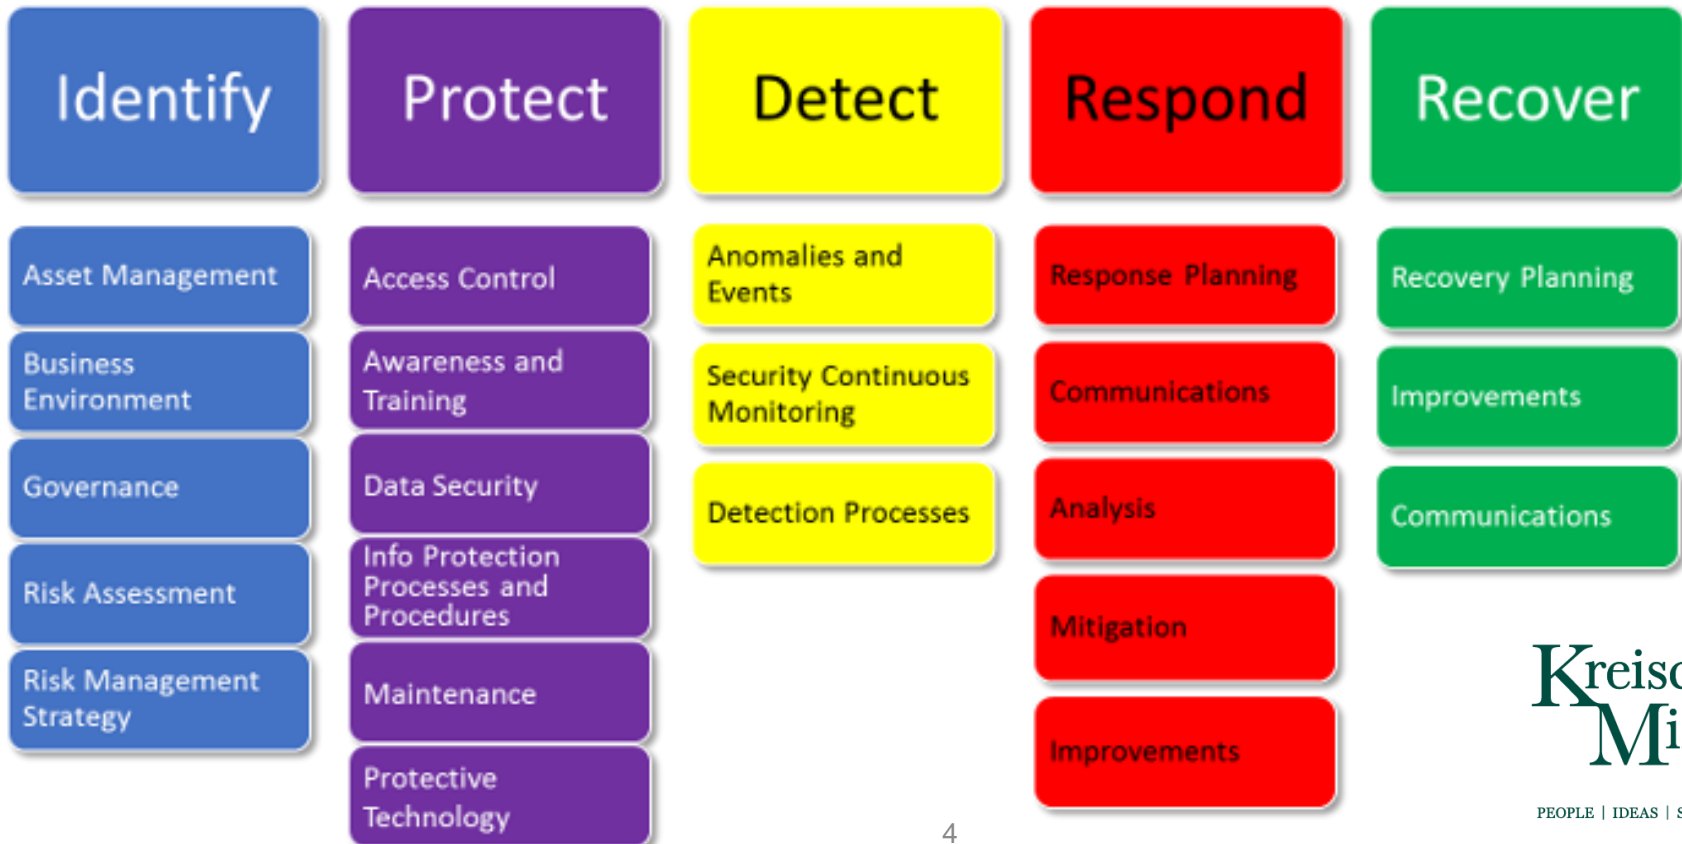 Identify
Asset Management
Business
Environment
Governance
Risk Assessment
Risk Management
Strategy
Protect
Access Control
Awareness and
Training
Data Security
Info Protection
Processes and
Procedures
Maintenance
Protective
Technology
Detect
Anomalies and
Events
Security Continuous
Monitoring
Detection Processes
Respond
Response Planning
Communications
Analysis
Mitigation
Improvements
Recover
Recovery Planning
Improvements
Communications
4
PEOPLE | IDEAS |